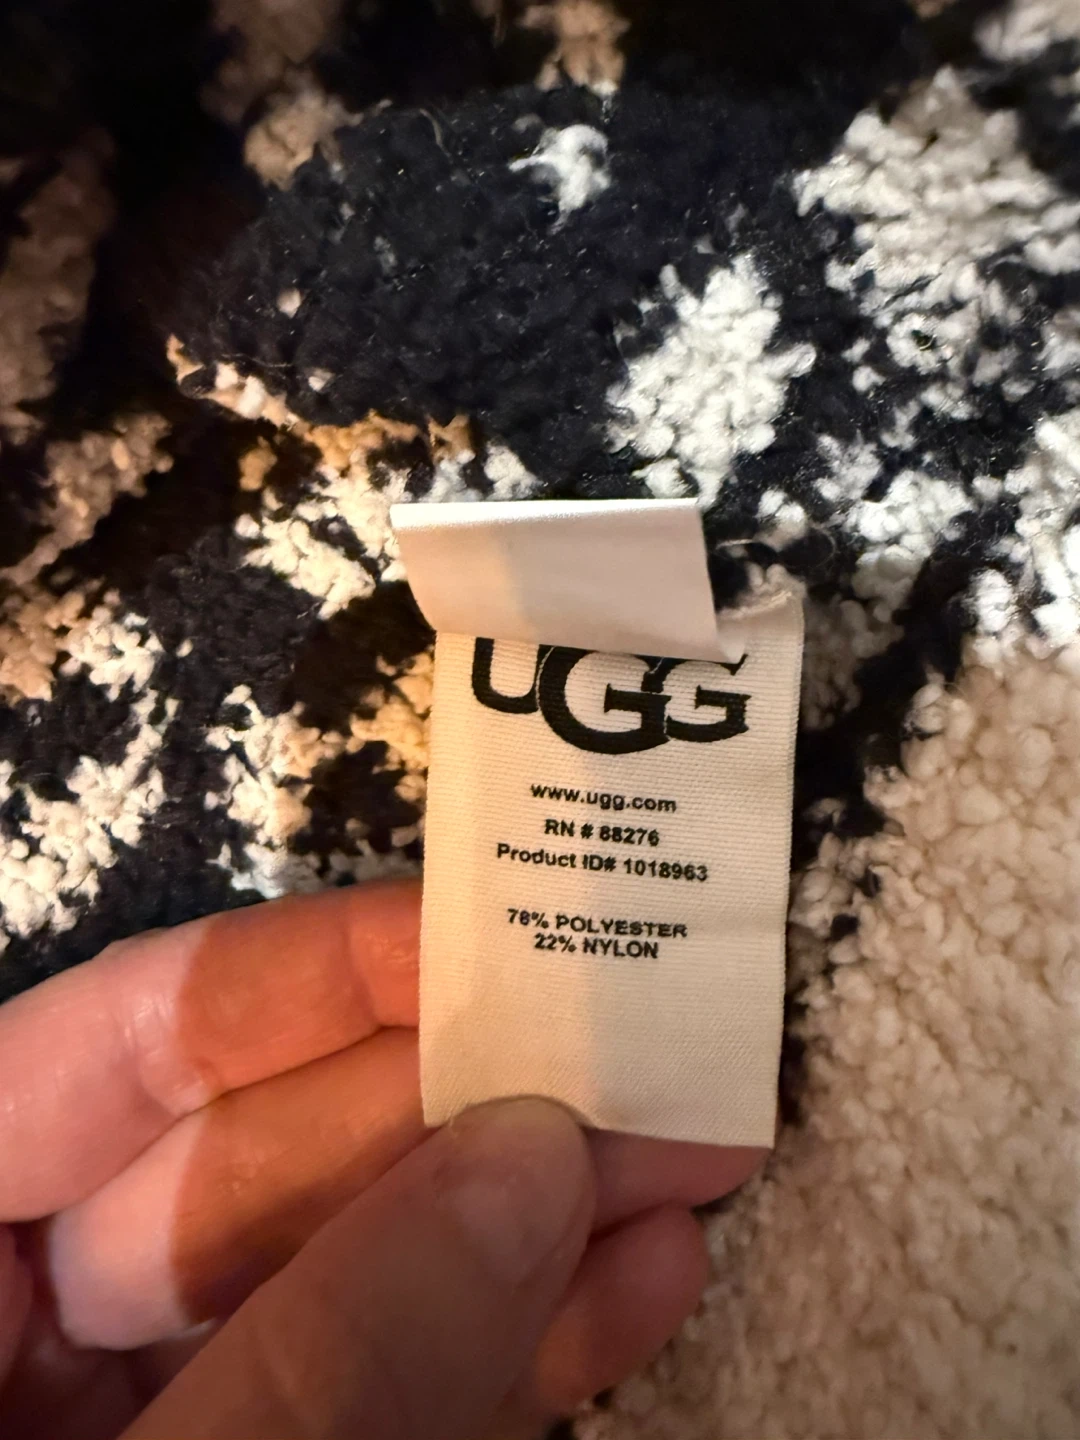 UGG
www.ugg.com
RN # 88276
Product ID# 1018963
78% POLYESTER
22% NYLON